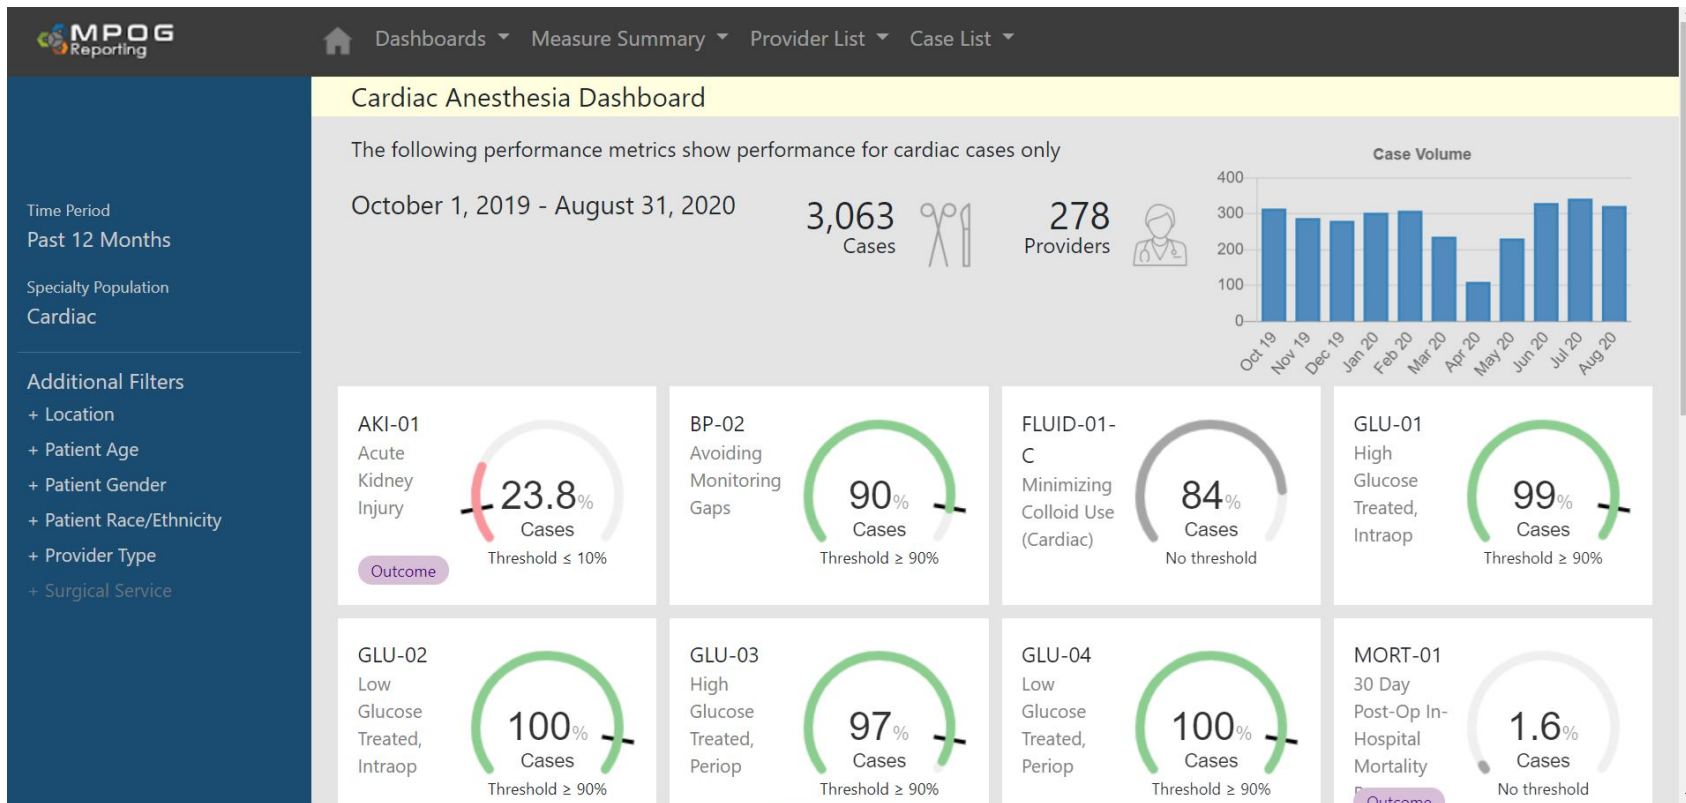 MPOG
Reporting
Dashboards
Measure Summary
Provider List
Case List
Time Period
Past 12 Months
Specialty Population
Cardiac
Additional Filters
+ Location
+ Patient Age
+ Patient Gender
+ Patient Race/Ethnicity
+ Provider Type
+ Surgical Service
Cardiac Anesthesia Dashboard
The following performance metrics show performance for cardiac cases only
October 1, 2019 - August 31, 2020
3,063
Cases
278
Providers
Case Volume
400
300
200
100
0
Oct 19
Nov 19
Dec 19
Jan 20
Feb 20
Mar 20
Apr 20
May 20
Jun 20
Jul 20
Aug 20
AKI-01
Acute
Kidney
Injury
Outcome
23.8%
Cases
Threshold ≤ 10%
BP-02
Avoiding
Monitoring
Gaps
90%
Cases
Threshold ≥ 90%
FLUID-01-
C
Minimizing
Colloid Use
(Cardiac)
84%
Cases
No threshold
GLU-01
High
Glucose
Treated,
Intraop
99%
Cases
Threshold ≥ 90%
GLU-02
Low
Glucose
Treated,
Intraop
100%
Cases
Threshold ≥ 90%
GLU-03
High
Glucose
Treated,
Periop
97%
Cases
Threshold ≥ 90%
GLU-04
Low
Glucose
Treated,
Periop
100%
Cases
Threshold ≥ 90%
MORT-01
30 Day
Post-Op In-
Hospital
Mortality
Outcome
1.6%
Cases
No threshold